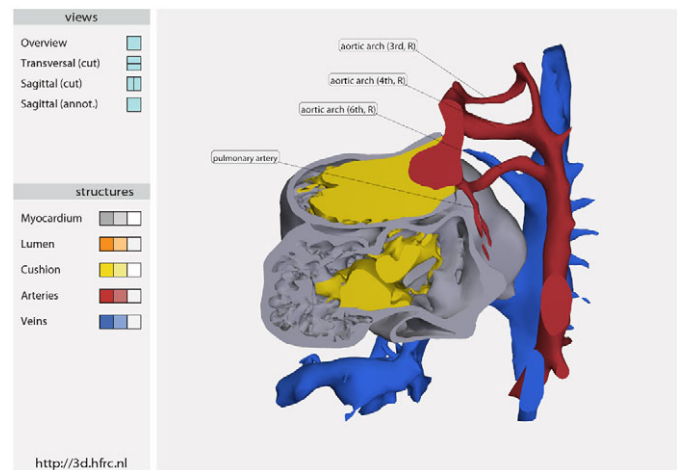 views
Overview
Transversal (cut)
Sagittal (cut)
Sagittal (annot.)
structures
Myocardium
Lumen
Cushion
Arteries
Veins
http://3d.hfrc.nl
aortic arch (3rd, R)
aortic arch (4th, R)
aortic arch (6th, R)
pulmonary artery